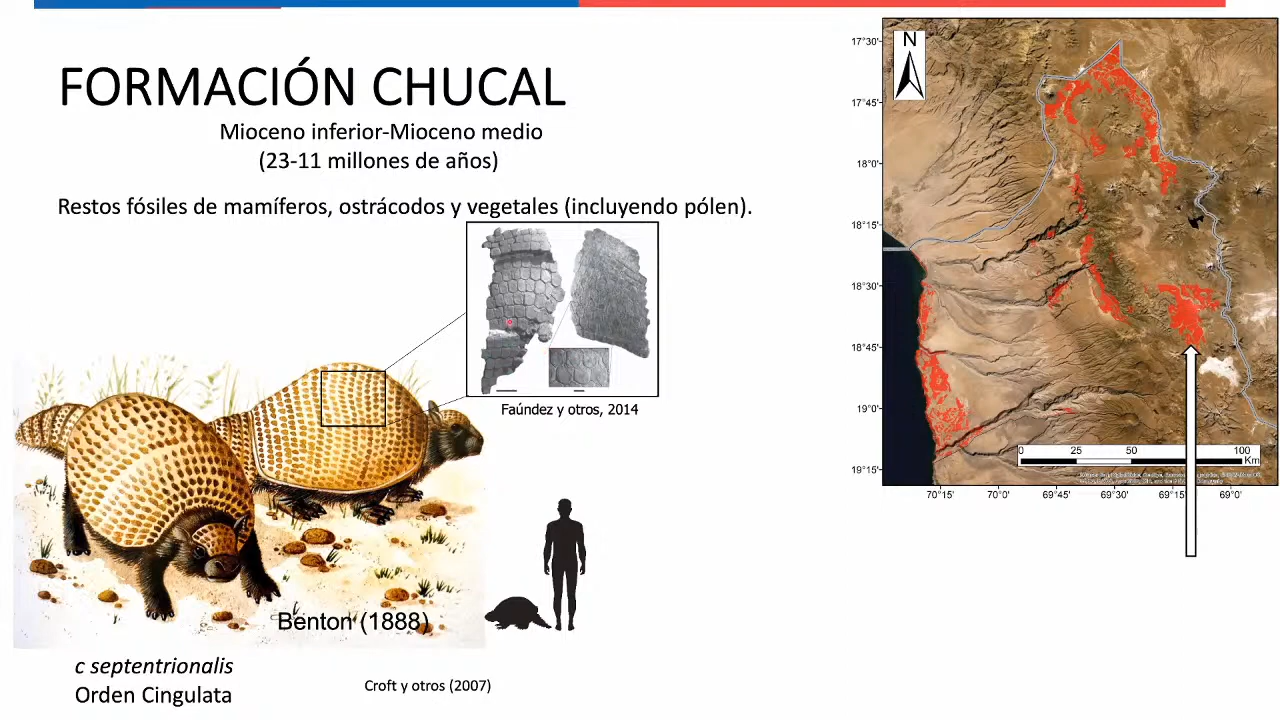 FORMACIÓN CHUCAL
Mioceno inferior-Mioceno medio
(23-11 millones de años)
Restos fósiles de mamíferos, ostrácodos y vegetales (incluyendo pólen).
Faúndez y otros, 2014
Benton (1888)
c septentrionalis
Orden Cingulata
Croft y otros (2007)
N
17°30'
17°45'
18°0'
18°15'
18°30'
18°45'
19°0'
19°15'
0 25 50 100
Km
70°15' 70°0' 69°45' 69°30' 69°15' 69°0'